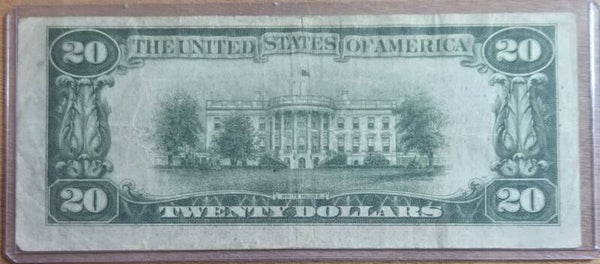 20 THE UNITED STATES OF AMERICA 20
20 TWENTY DOLLARS 20